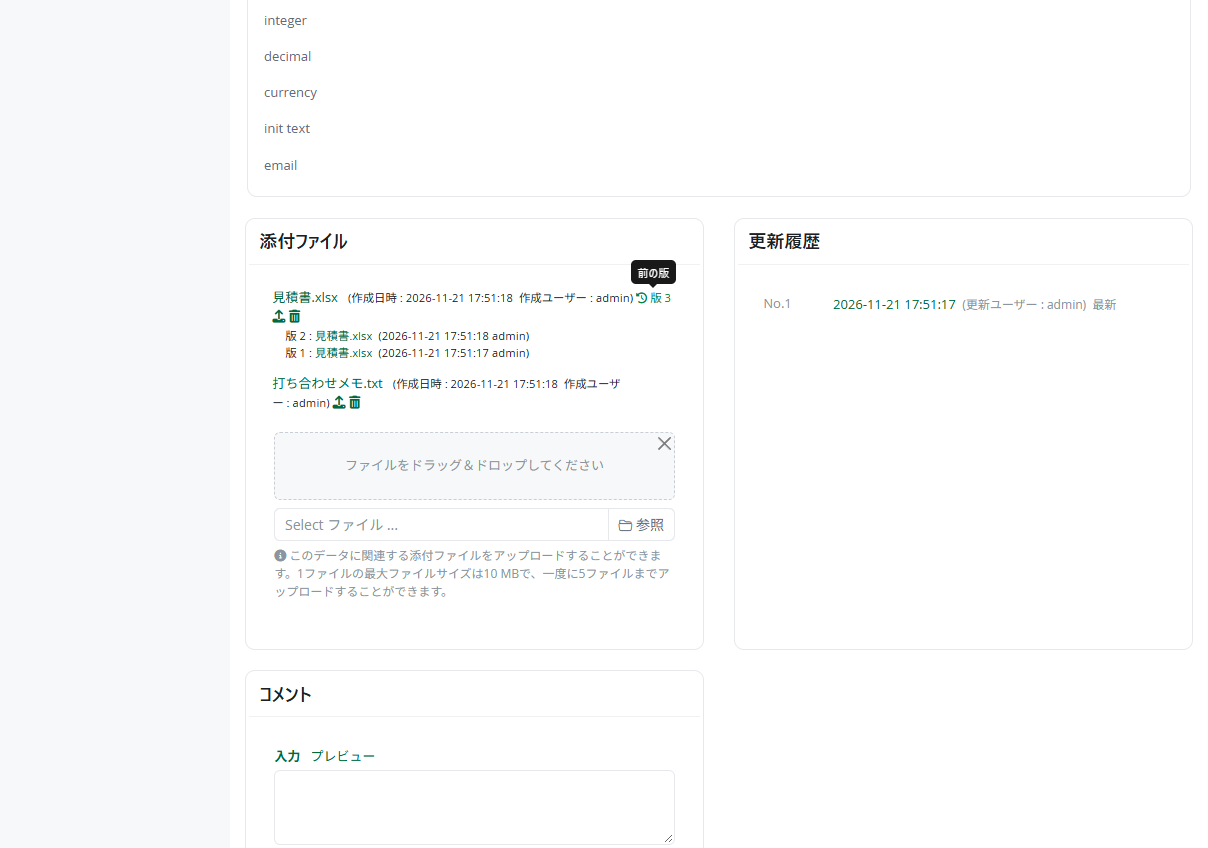 integer
decimal
currency
init text
email
添付ファイル
前の版
見積書.xlsx (作成日時 : 2026-11-21 17:51:18 作成ユーザー : admin) 版 3
版 2 : 見積書.xlsx (2026-11-21 17:51:18 admin)
版 1 : 見積書.xlsx (2026-11-21 17:51:17 admin)
打ち合わせメモ.txt (作成日時 : 2026-11-21 17:51:18 作成ユーザ
ー : admin)
ファイルをドラッグ＆ドロップしてください
Select ファイル ...
参照
このデータに関連する添付ファイルをアップロードすることができま
す。1ファイルの最大ファイルサイズは10 MBで、一度に5ファイルまでア
ップロードすることができます。
更新履歴
No.1 2026-11-21 17:51:17 (更新ユーザー : admin) 最新
コメント
入力 プレビュー